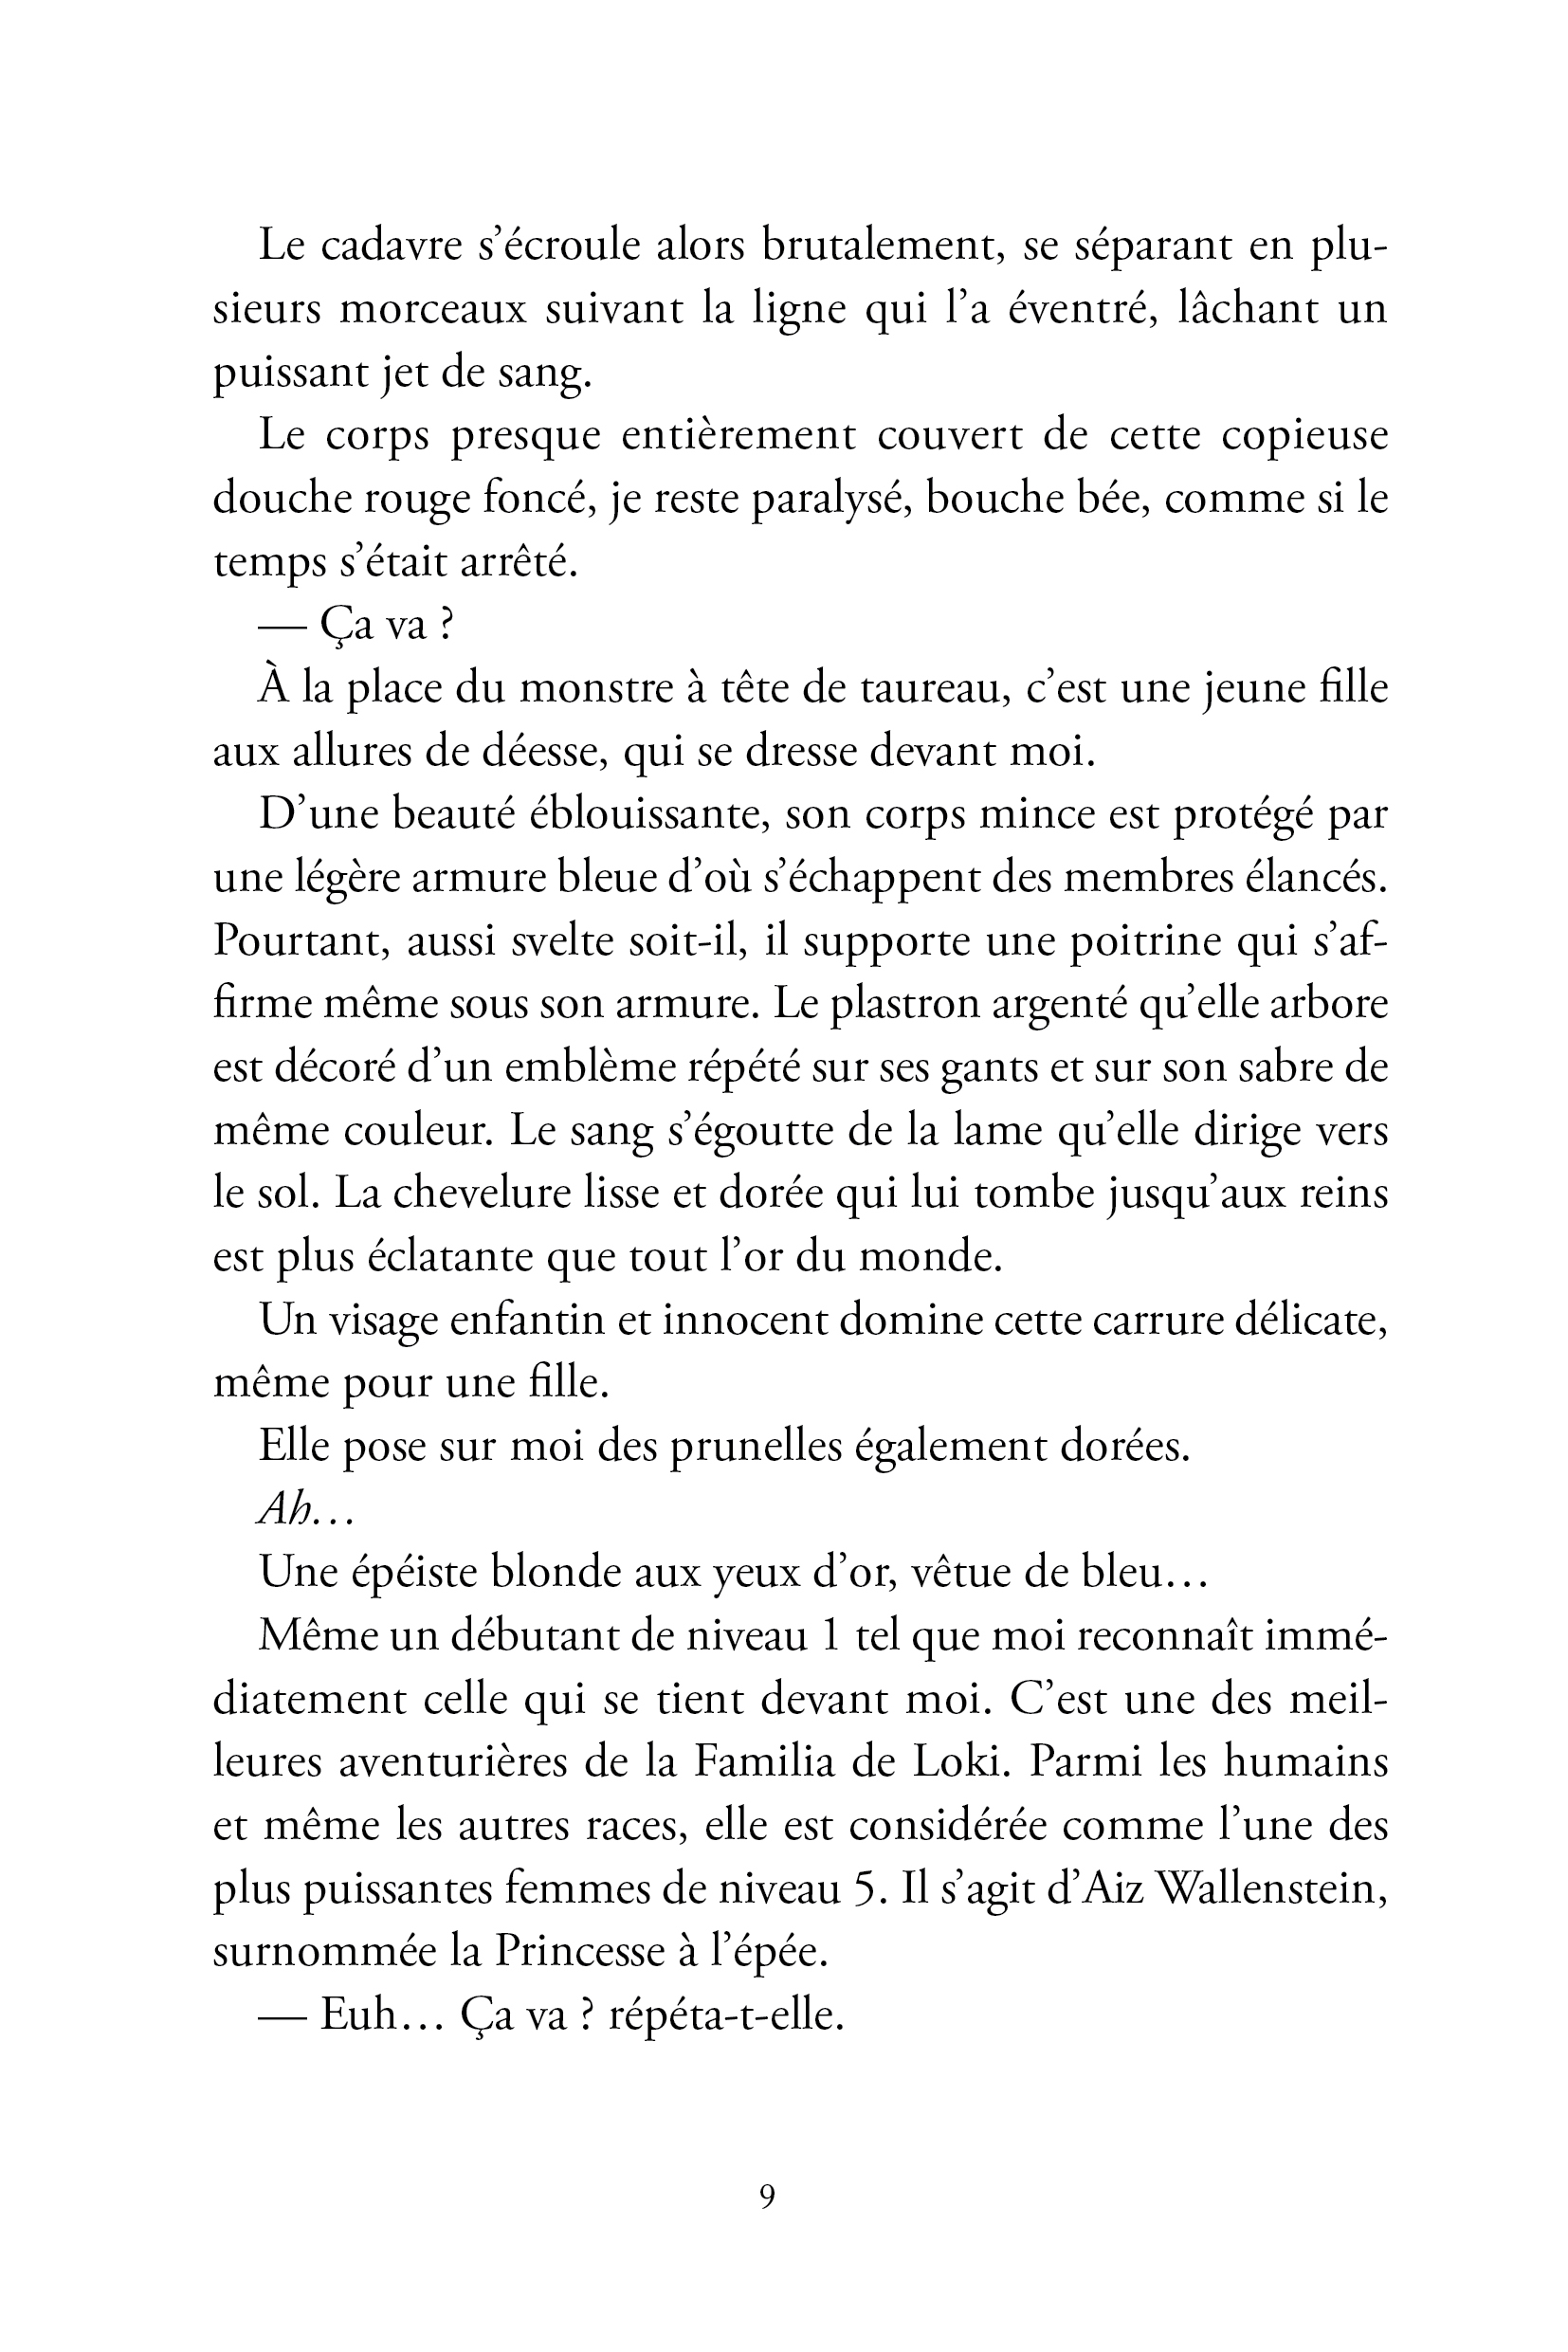 Le cadavre s’écroule alors brutalement, se séparant en plu-
sieurs morceaux suivant la ligne qui l’a éventré, lâchant un
puissant jet de sang.
Le corps presque entièrement couvert de cette copieuse
douche rouge foncé, je reste paralysé, bouche bée, comme si le
temps s’était arrêté.
— Ça va ?
À la place du monstre à tête de taureau, c’est une jeune fille
aux allures de déesse, qui se dresse devant moi.
D’une beauté éblouissante, son corps mince est protégé par
une légère armure bleue d’où s’échappent des membres élancés.
Pourtant, aussi svelte soit-il, il supporte une poitrine qui s’af-
firme même sous son armure. Le plastron argenté qu’elle arbore
est décoré d’un emblème répété sur ses gants et sur son sabre de
même couleur. Le sang s’égoutte de la lame qu’elle dirige vers
le sol. La chevelure lisse et dorée qui lui tombe jusqu’aux reins
est plus éclatante que tout l’or du monde.
Un visage enfantin et innocent domine cette carrure délicate,
même pour une fille.
Elle pose sur moi des prunelles également dorées.
Ah…
Une épéiste blonde aux yeux d’or, vêtue de bleu…
Même un débutant de niveau 1 tel que moi reconnaît immé-
diatement celle qui se tient devant moi. C’est une des meil-
leures aventurières de la Familia de Loki. Parmi les humains
et même les autres races, elle est considérée comme l’une des
plus puissantes femmes de niveau 5. Il s’agit d’Aiz Wallenstein,
surnommée la Princesse à l’épée.
— Euh… Ça va ? répéta-t-elle.
9